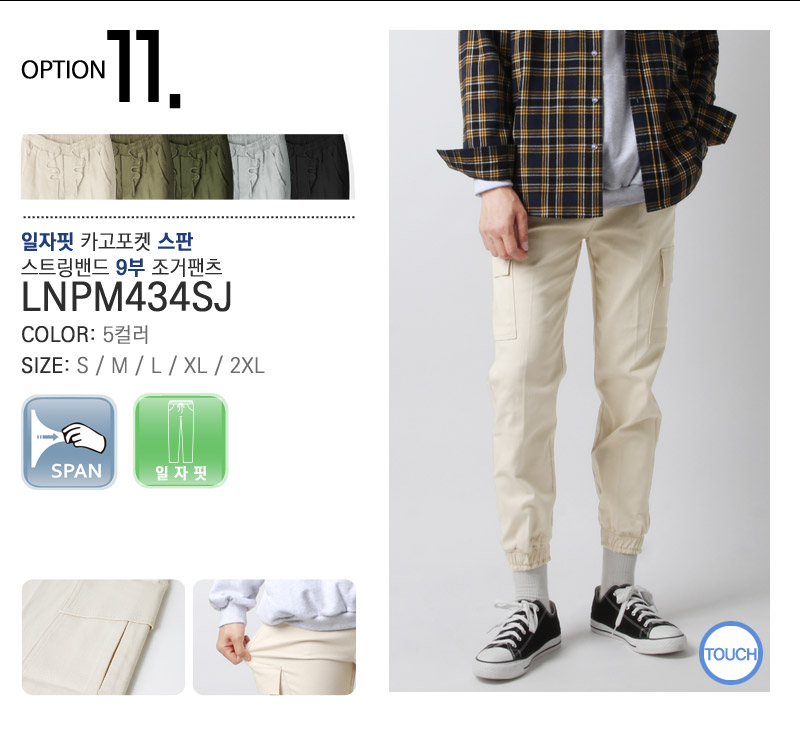 OPTION 11.
일자핏 카고포켓 스판
스트링밴드 9부 조거팬츠
LNPM434SJ
COLOR: 5컬러
SIZE: S / M / L / XL / 2XL
SPAN
일자핏
TOUCH